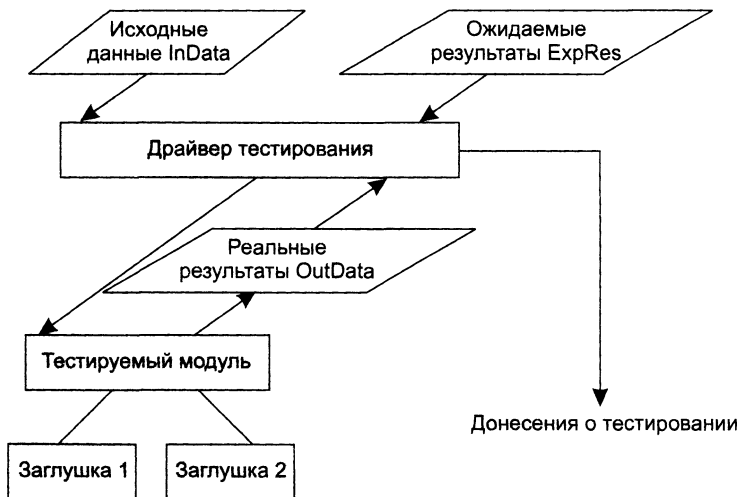 Исходные
данные InData
Ожидаемые
результаты ExpRes
Драйвер тестирования
Реальные
результаты OutData
Тестируемый модуль
Донесения о тестировании
Заглушка 1
Заглушка 2